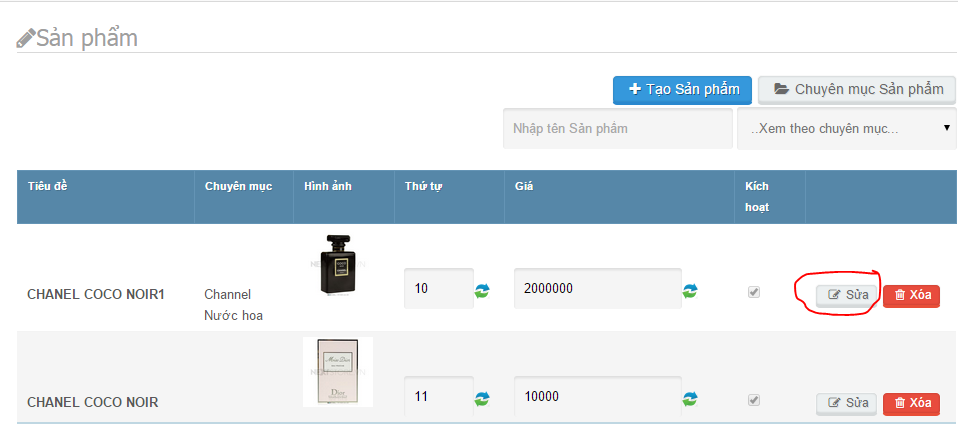 Sản phẩm
Tạo Sản phẩm
Chuyên mục Sản phẩm
Nhập tên Sản phẩm
..Xem theo chuyên mục...
Tiêu đề
Chuyên mục
Hình ảnh
Thứ tự
Giá
Kích
hoạt
CHANEL COCO NOIR1
Channel
Nước hoa
10
2000000
Sửa
Xóa
CHANEL COCO NOIR
Dior
11
10000
Sửa
Xóa